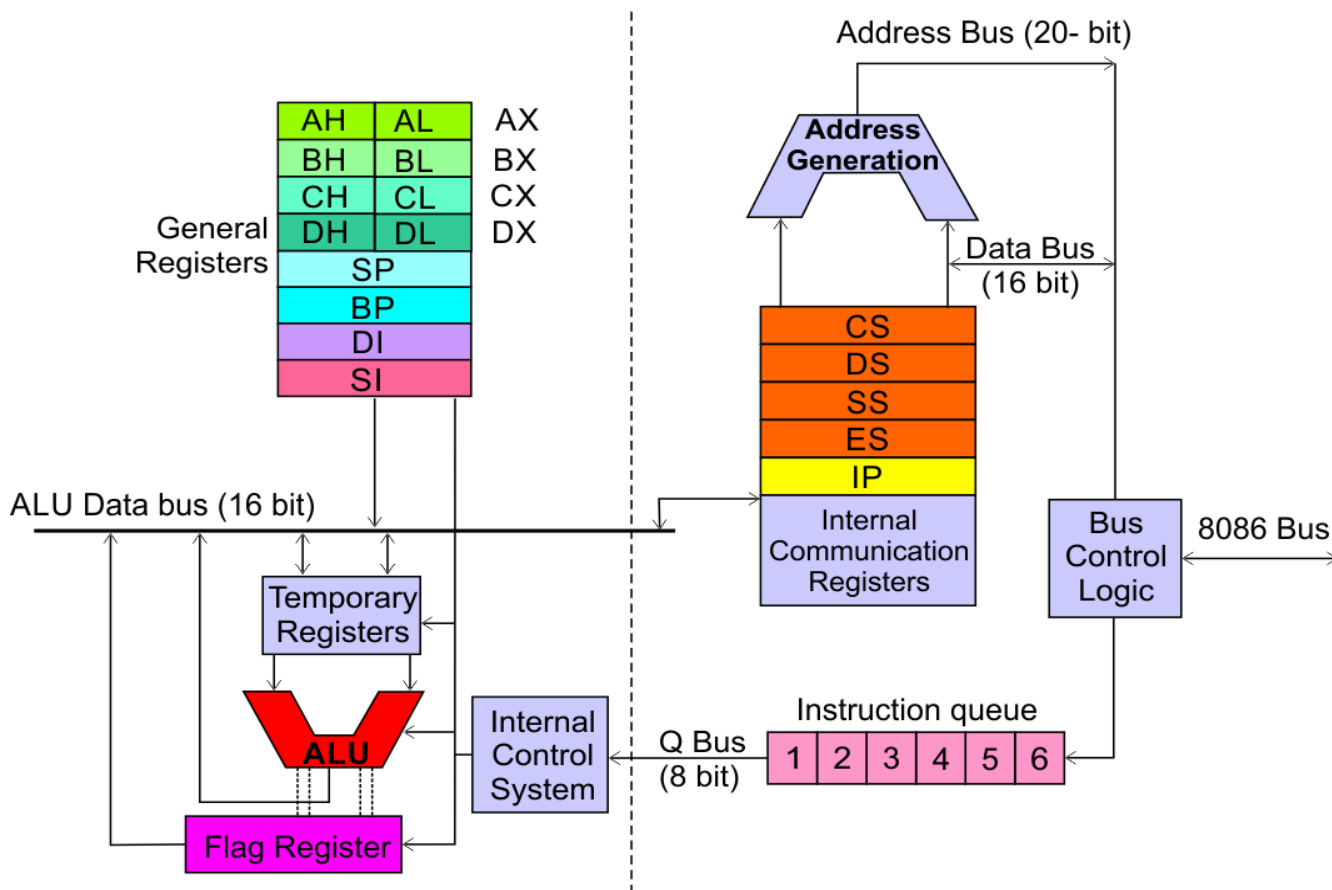 Address Bus (20- bit)
AH AL AX
BH BL BX
CH CL CX
DH DL DX
General
Registers
SP
BP
DI
SI
Address
Generation
Data Bus
(16 bit)
CS
DS
SS
ES
IP
Internal
Communication
Registers
ALU Data bus (16 bit)
Bus
Control
Logic
8086 Bus
Temporary
Registers
ALU
Flag Register
Internal
Control
System
Q Bus
(8 bit)
Instruction queue
1 2 3 4 5 6